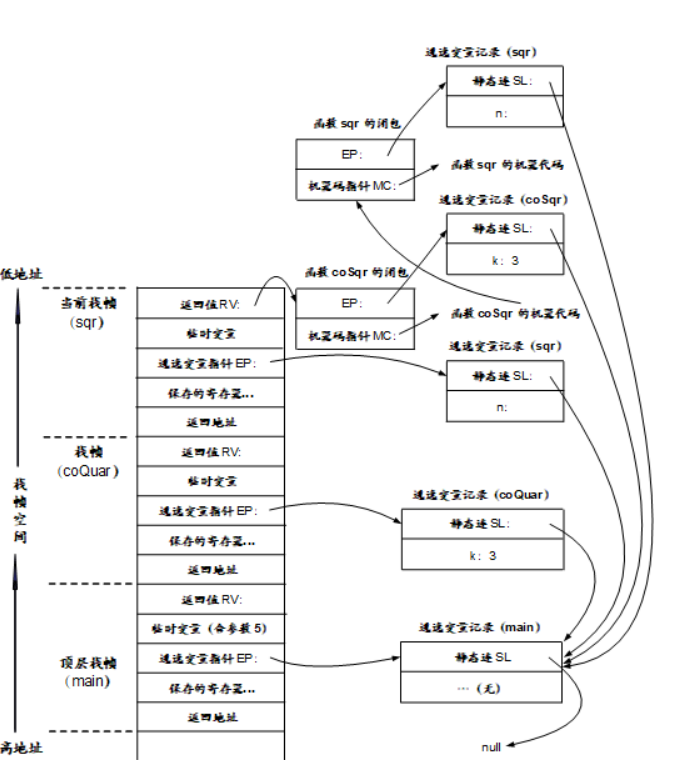 逃逸变量记录 (sqr)
静态连 SL:
n:
函数 sqr 的闭包
EP:
机器码指针 MC:
函数 sqr 的机器代码
逃逸变量记录 (coSqr)
静态连 SL:
k: 3
函数 coSqr 的闭包
EP:
机器码指针 MC:
函数 coSqr 的机器代码
低地址
当前栈帧
(sqr)
返回值 RV:
临时变量
逃逸变量指针 EP:
保存的寄存器...
返回地址
逃逸变量记录 (sqr)
静态连 SL:
n:
栈帧
(coQuar)
返回值 RV:
临时变量
逃逸变量指针 EP:
保存的寄存器...
返回地址
逃逸变量记录 (coQuar)
静态连 SL:
k: 3
栈
帧
空
间
顶层栈帧
(main)
返回值 RV:
临时变量 (含参数 5)
逃逸变量指针 EP:
保存的寄存器...
返回地址
逃逸变量记录 (main)
静态连 SL
… (无)
高地址
null